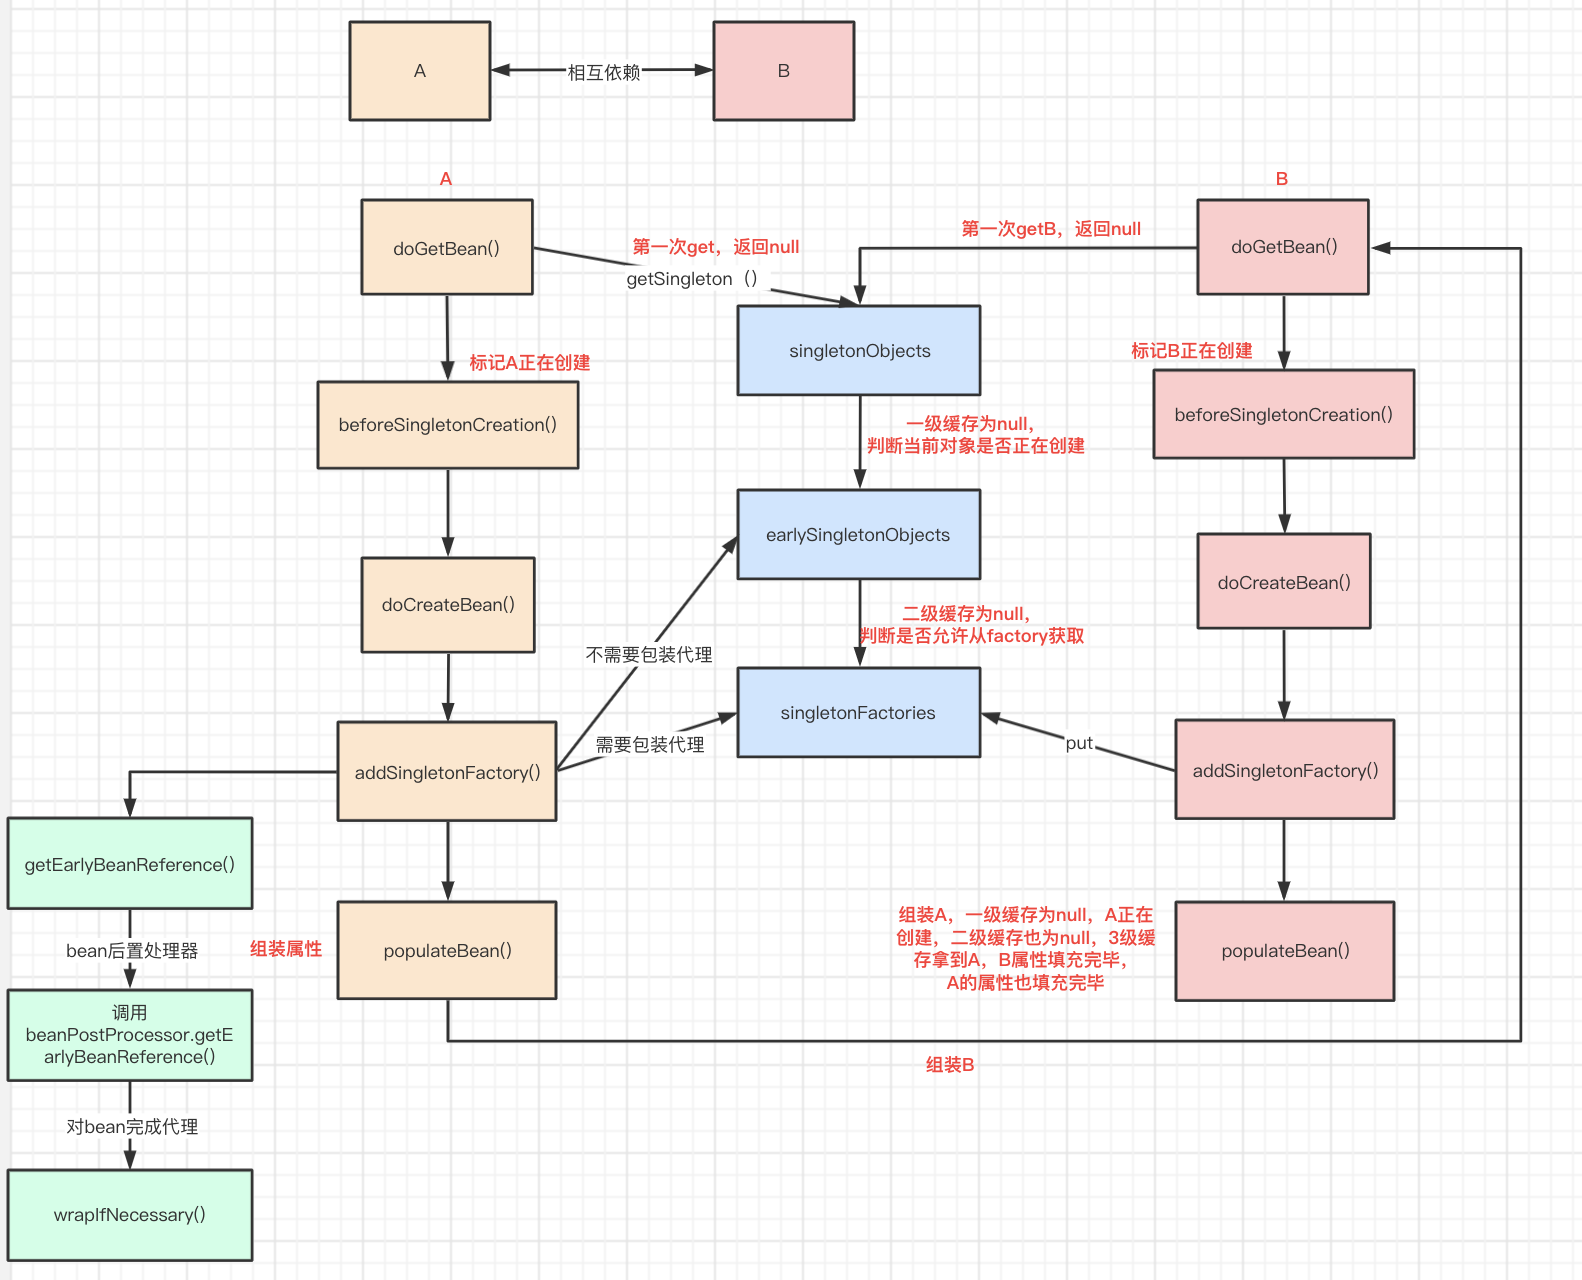 A
相互依赖
B
A
B
doGetBean()
第一次get，返回null
getSingleton（）
第一次getB，返回null
doGetBean()
singletonObjects
标记A正在创建
标记B正在创建
beforeSingletonCreation()
一级缓存为null，
判断当前对象是否正在创建
beforeSingletonCreation()
earlySingletonObjects
doCreateBean()
doCreateBean()
二级缓存为null，
判断是否允许从factory获取
不需要包装代理
singletonFactories
需要包装代理
put
addSingletonFactory()
addSingletonFactory()
getEarlyBeanReference()
bean后置处理器
组装属性
populateBean()
组装A，一级缓存为null，A正在
创建，二级缓存也为null，3级缓
存拿到A，B属性填充完毕，
A的属性也填充完毕
populateBean()
调用
beanPostProcessor.getE
arlyBeanReference()
组装B
对bean完成代理
wrapIfNecessary()